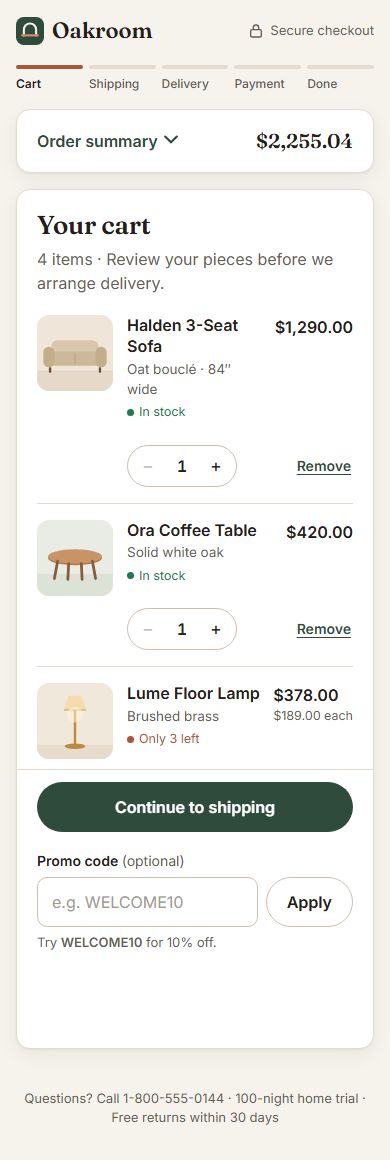 Oakroom
Secure checkout
Cart
Shipping
Delivery
Payment
Done
Order summary
$2,255.04
Your cart
4 items · Review your pieces before we
arrange delivery.
Halden 3-Seat
Sofa
$1,290.00
Oat bouclé · 84″
wide
In stock
− 1 +
Remove
Ora Coffee Table
$420.00
Solid white oak
In stock
− 1 +
Remove
Lume Floor Lamp
$378.00
Brushed brass
$189.00 each
Only 3 left
Continue to shipping
Promo code (optional)
e.g. WELCOME10
Apply
Try WELCOME10 for 10% off.
Questions? Call 1-800-555-0144 · 100-night home trial ·
Free returns within 30 days